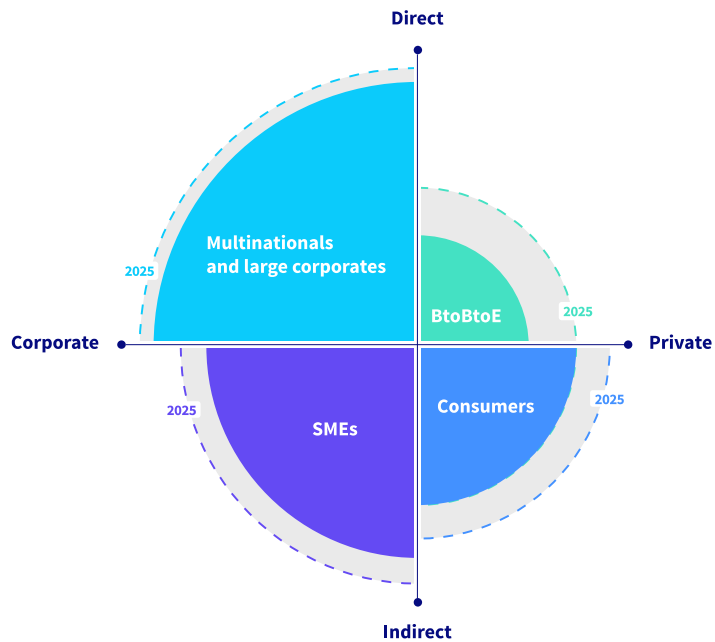 Direct
Multinationals
and large corporates
2025
BtoBtoE
2025
Corporate
Private
2025
Consumers
2025
SMEs
Indirect